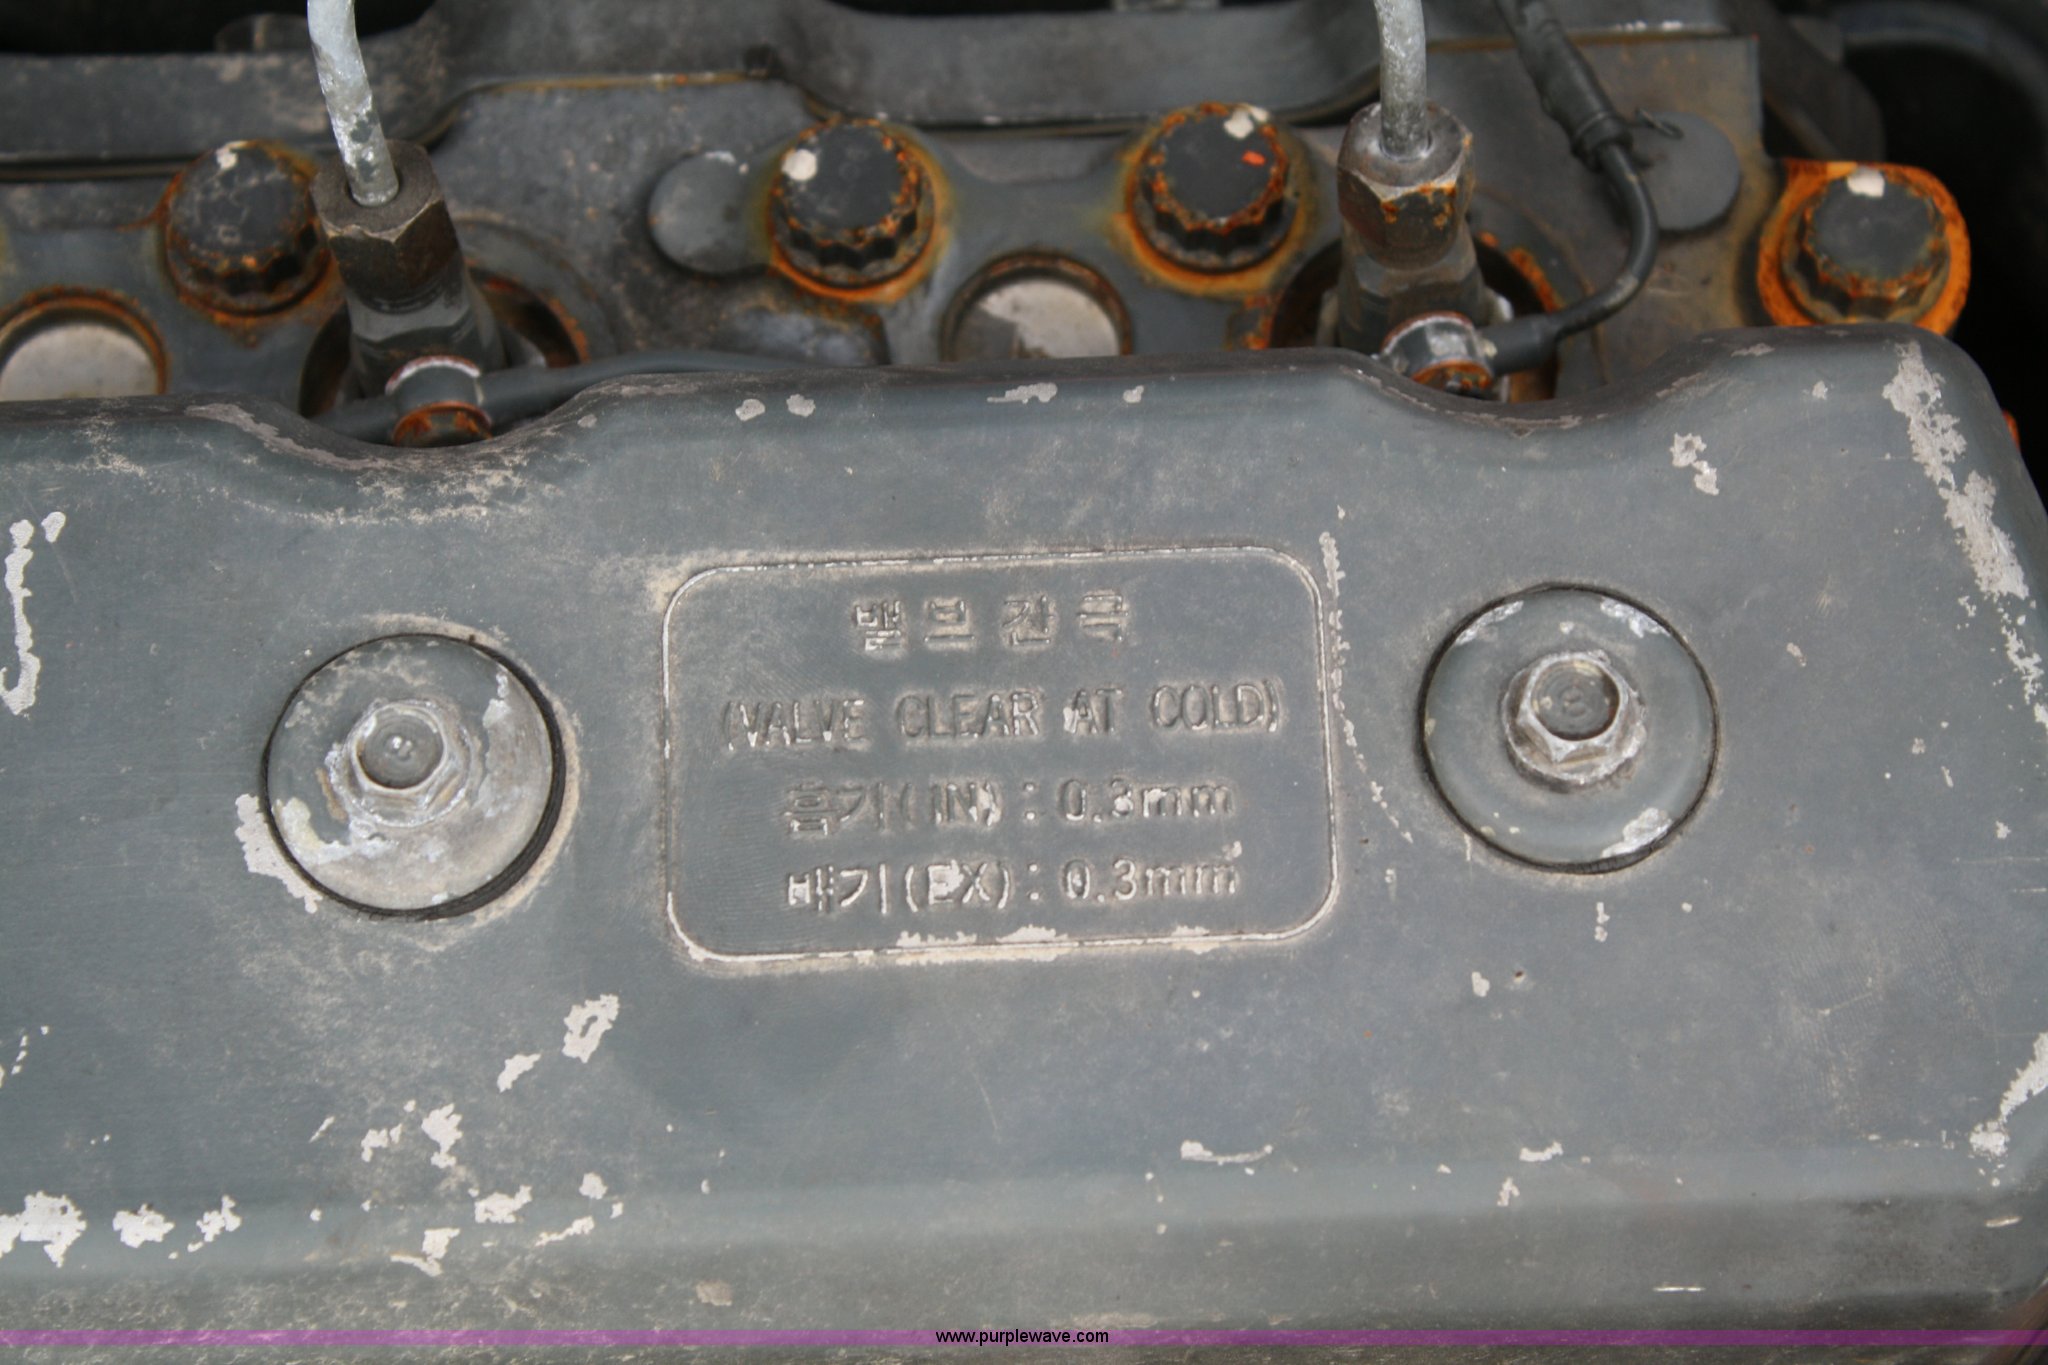 밸브간극
(VALVE CLEAR AT COLD)
흡기(IN) : 0.3mm
배기(EX) : 0.3mm
www.purplewave.com